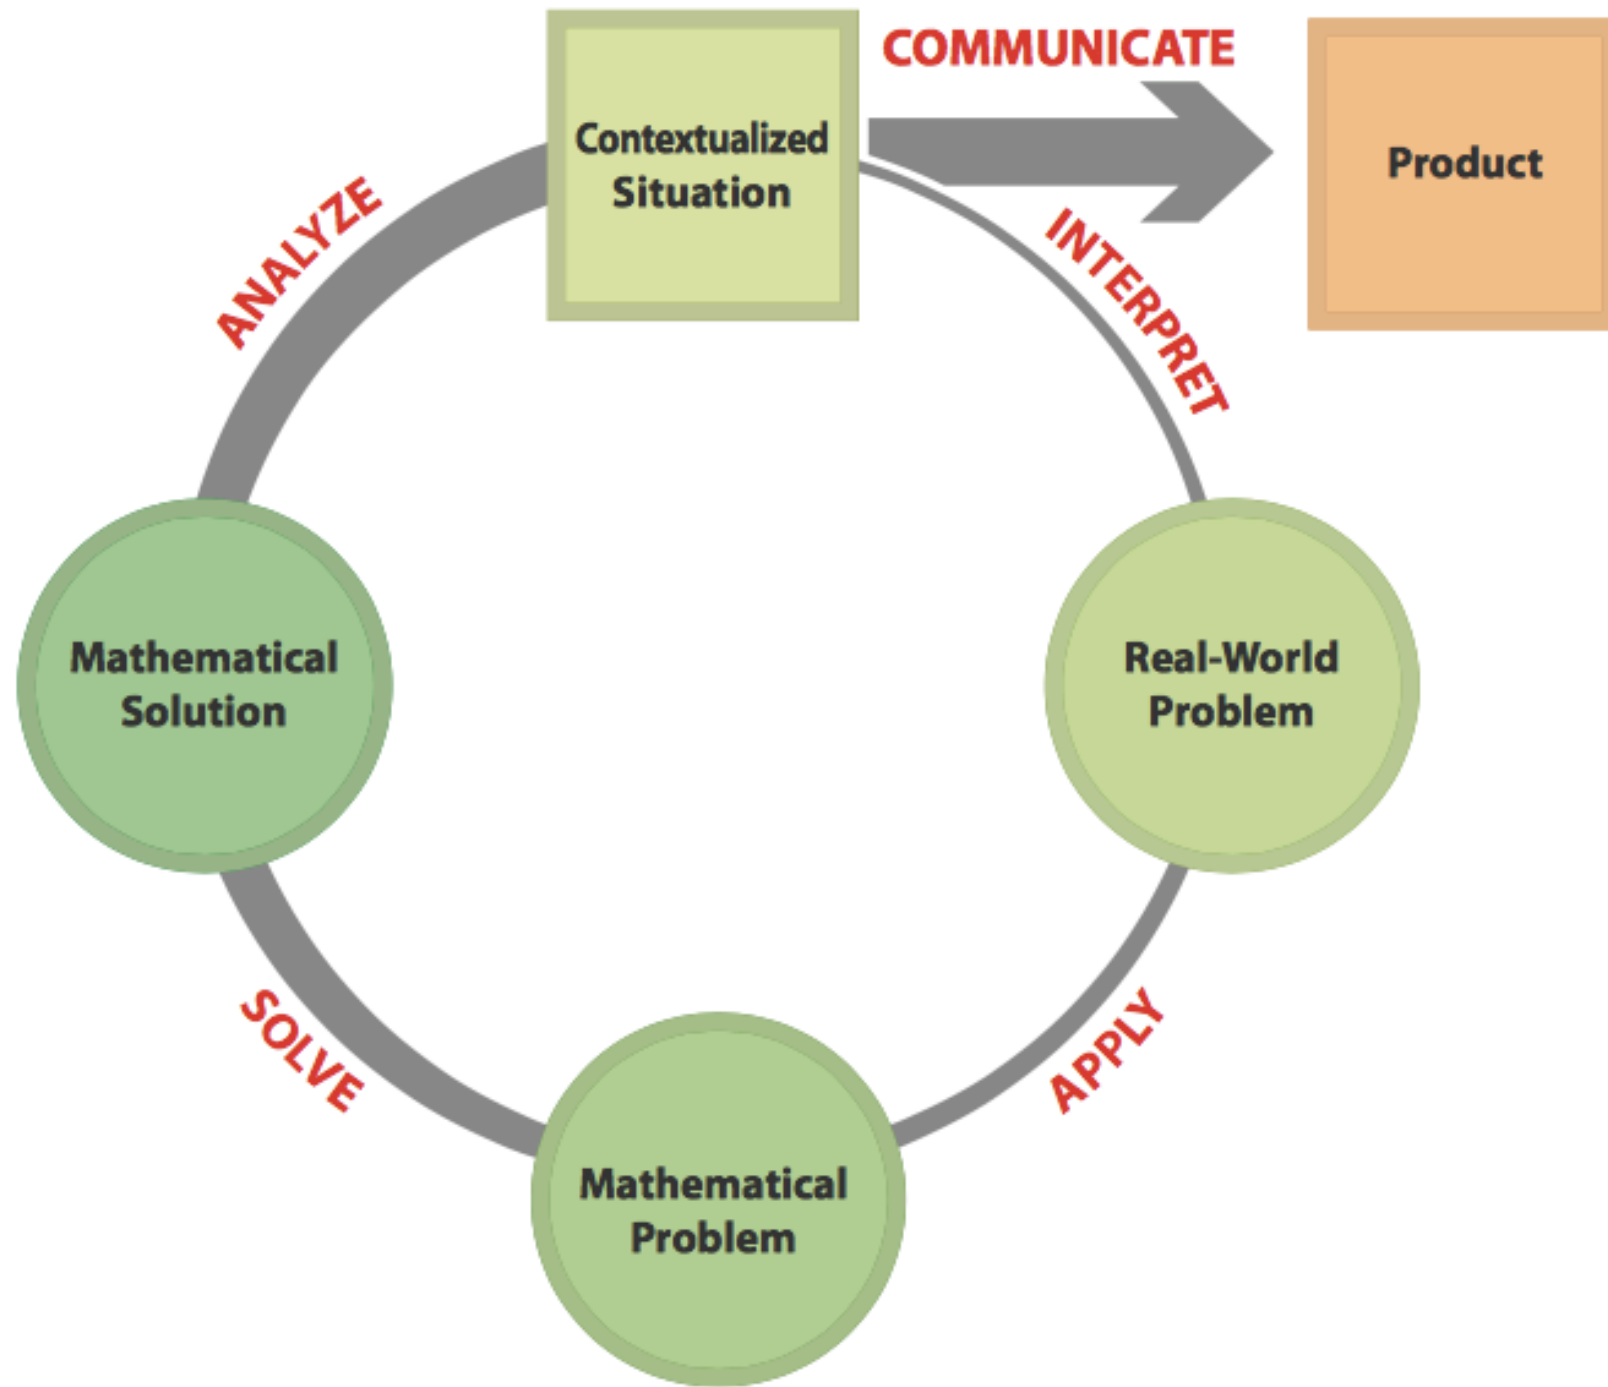 COMMUNICATE
Contextualized
Situation
Product
ANALYZE
INTERPRET
Mathematical
Solution
Real-World
Problem
SOLVE
APPLY
Mathematical
Problem